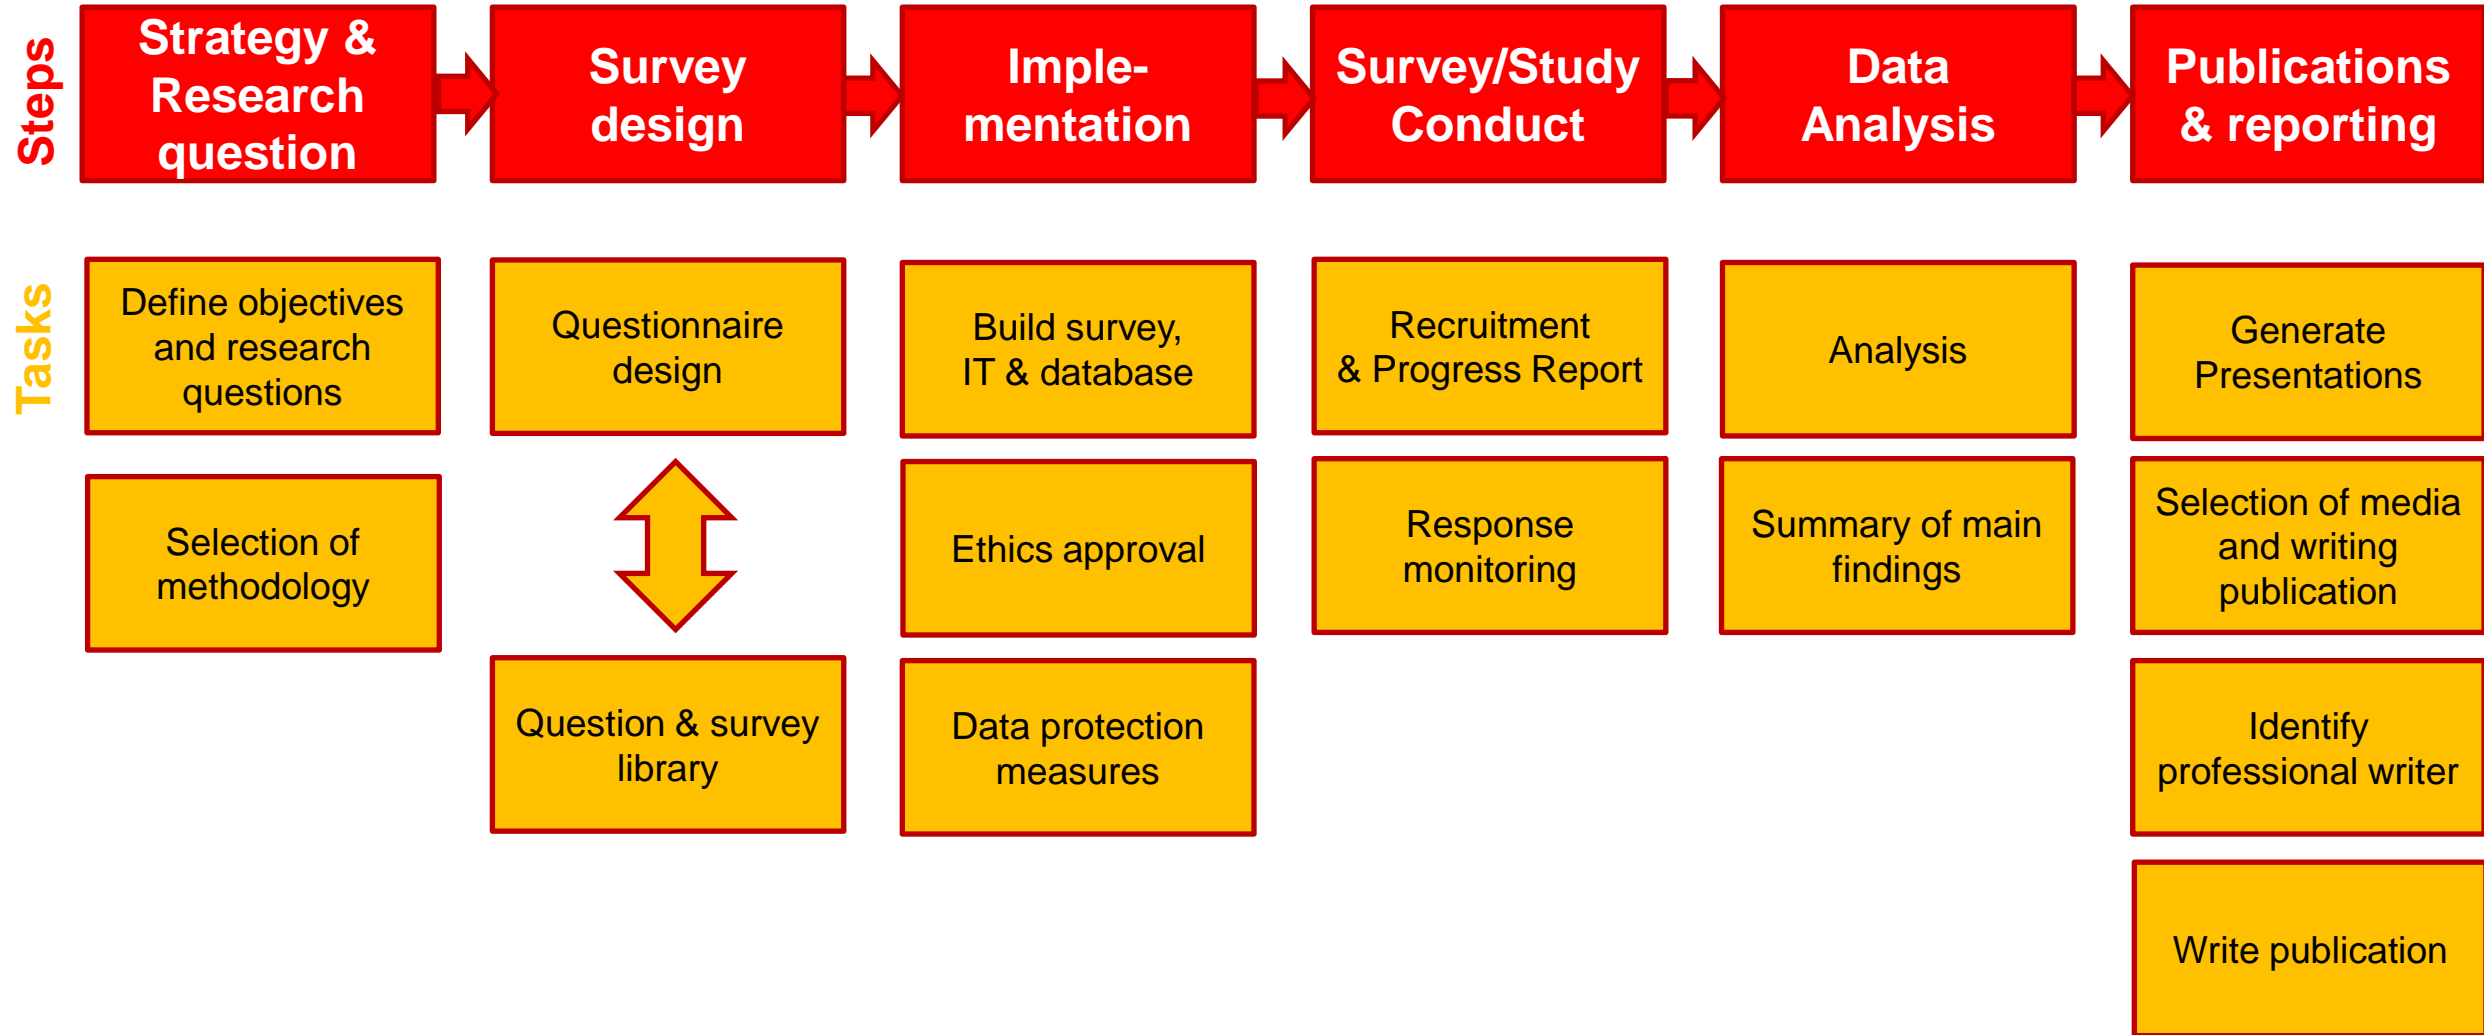 Steps
Strategy &
Research
question
Survey
design
Imple-
mentation
Survey/Study
Conduct
Data
Analysis
Publications
& reporting
Tasks
Define objectives
and research
questions
Selection of
methodology
Questionnaire
design
Question & survey
library
Build survey,
IT & database
Ethics approval
Data protection
measures
Recruitment
& Progress Report
Response
monitoring
Analysis
Summary of main
findings
Generate
Presentations
Selection of media
and writing
publication
Identify
professional writer
Write publication